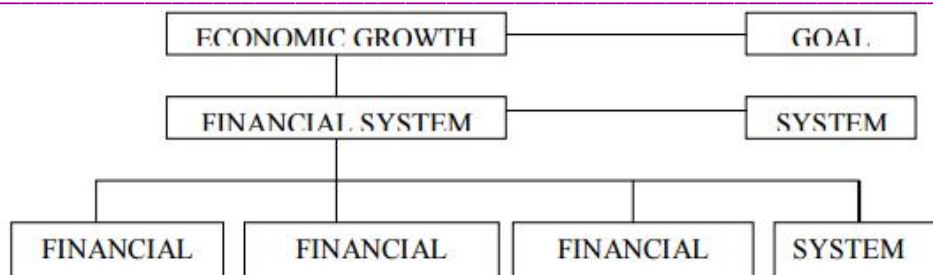 ECONOMIC GROWTH GOAL
FINANCIAL SYSTEM SYSTEM
FINANCIAL FINANCIAL FINANCIAL SYSTEM